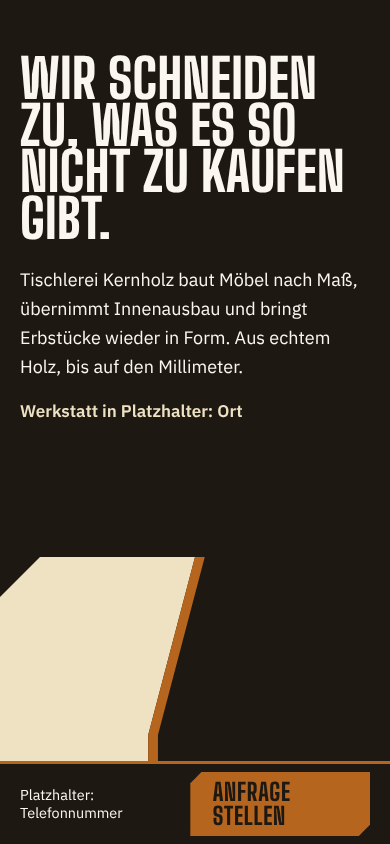 WIR SCHNEIDEN
ZU, WAS ES SO
NICHT ZU KAUFEN
GIBT.
Tischlerei Kernholz baut Möbel nach Maß,
übernimmt Innenausbau und bringt
Erbstücke wieder in Form. Aus echtem
Holz, bis auf den Millimeter.
Werkstatt in Platzhalter: Ort
Platzhalter:
Telefonnummer
ANFRAGE
STELLEN